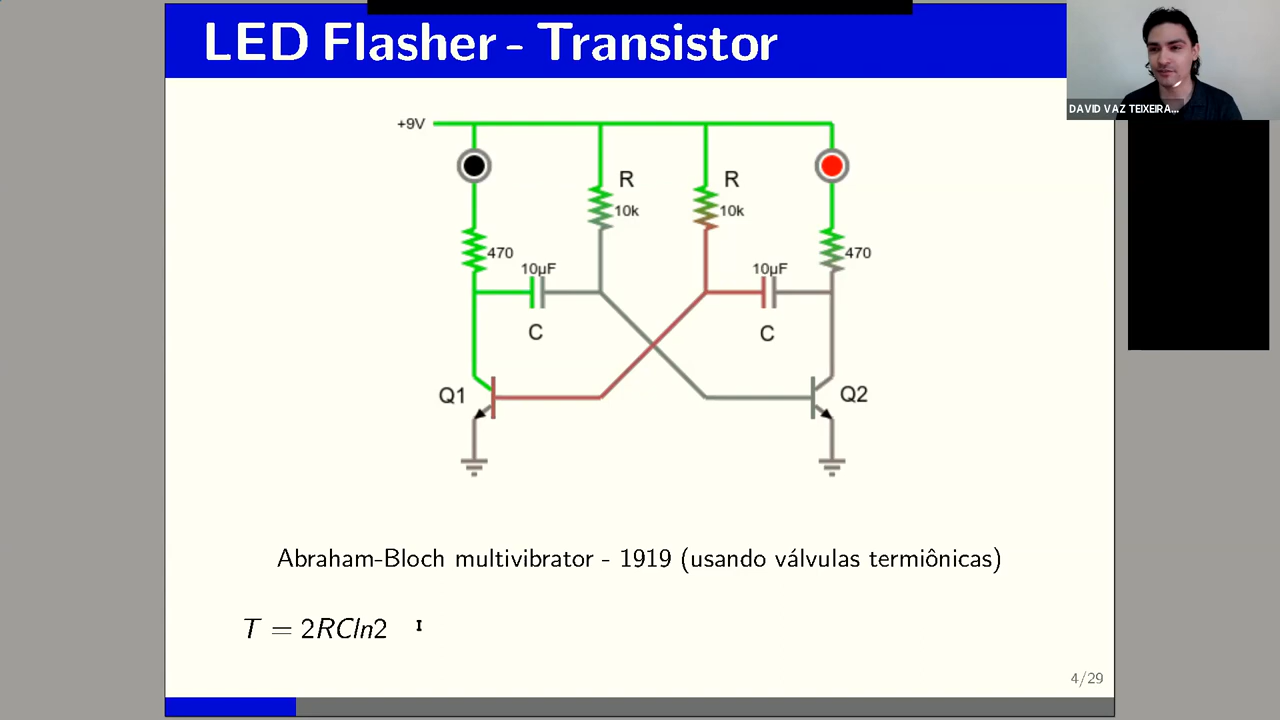 LED Flasher - Transistor
DAVID VAZ TEIXEIRA...
+9V
R
R
10k
10k
470
470
10µF
10µF
C
C
Q1
Q2
Abraham-Bloch multivibrator - 1919 (usando válvulas termiônicas)
T = 2RCln2
4/29